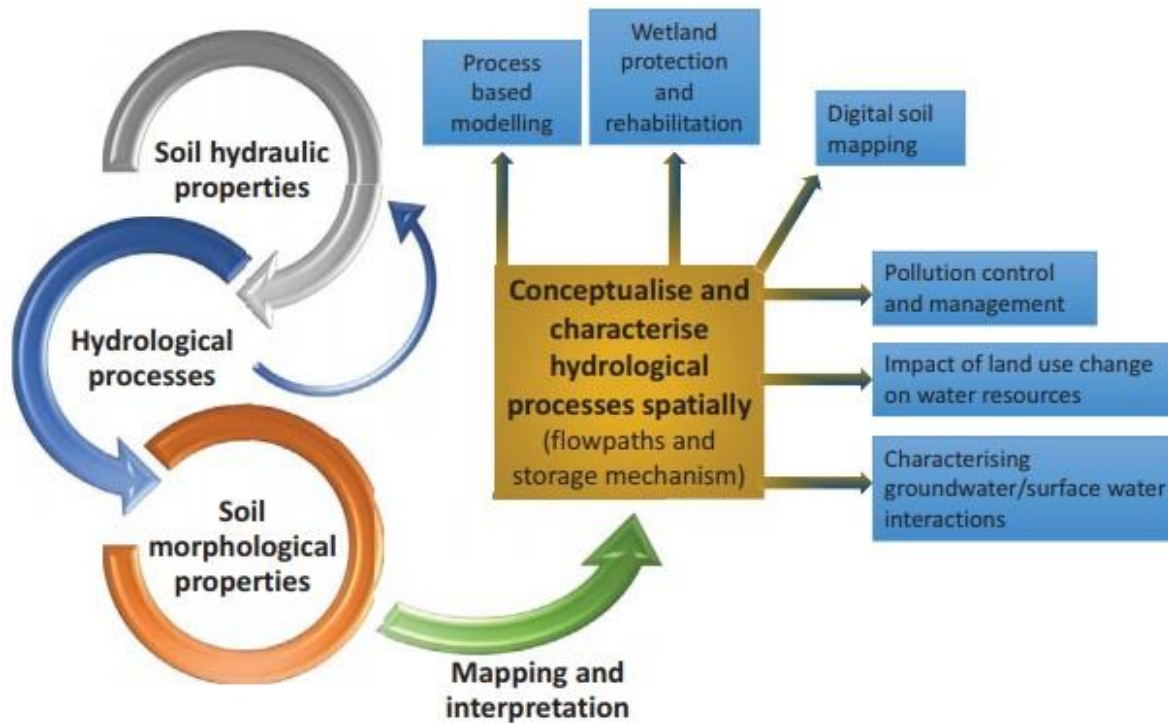 Soil hydraulic
properties
Hydrological
processes
Soil
morphological
properties
Mapping and
interpretation
Conceptualise and
characterise
hydrological
processes spatially
(flowpaths and
storage mechanism)
Process
based
modelling
Wetland
protection
and
rehabilitation
Digital soil
mapping
Pollution control
and management
Impact of land use change
on water resources
Characterising
groundwater/surface water
interactions